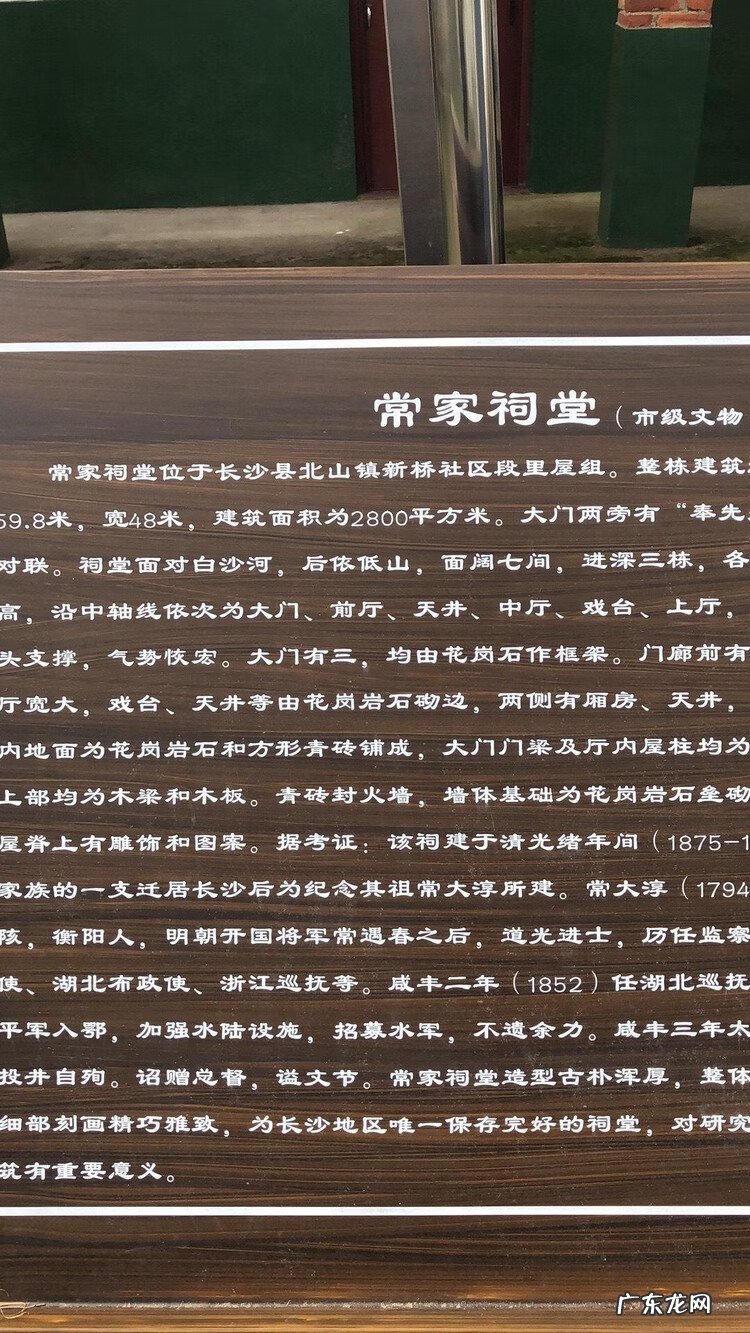 常家祠堂（市级文物
常家祠堂位于长沙县北山镇新桥社区段里屋组。整栋建筑
59.8米，宽48米，建筑面积为2800平方米。大门两旁有“奉先
对联。祠堂面对白沙河，后依低山，面阔七间，进深三栋，各
高，沿中轴线依次为大门、前厅、天井、中厅、戏台、上厅，
头支撑，气势恢宏。大门有三，均由花岗石作框架。门廊前有
厅宽大，戏台、天井等由花岗岩石砌边，两侧有厢房、天井，
内地面为花岗岩石和方形青砖铺成，大门门梁及厅内屋柱均为
上部均为木梁和木板。青砖封火墙，墙体基础为花岗岩石垒砌
屋脊上有雕饰和图案。据考证：该祠建于清光绪年间（1875-1
家族的一支迁居长沙后为纪念其祖常大淳所建。常大淳（1794
陔，衡阳人，明朝开国将军常遇春之后，道光进士，历任监察
使、湖北布政使、浙江巡抚等。咸丰二年（1852）任湖北巡抚
平军入鄂，加强水陆设施，招募水军，不遗余力。咸丰三年太
投井自殉。诏赠总督，谥文节。常家祠堂造型古朴浑厚，整体
细部刻画精巧雅致，为长沙地区唯一保存完好的祠堂，对研究
筑有重要意义。
广东龙网